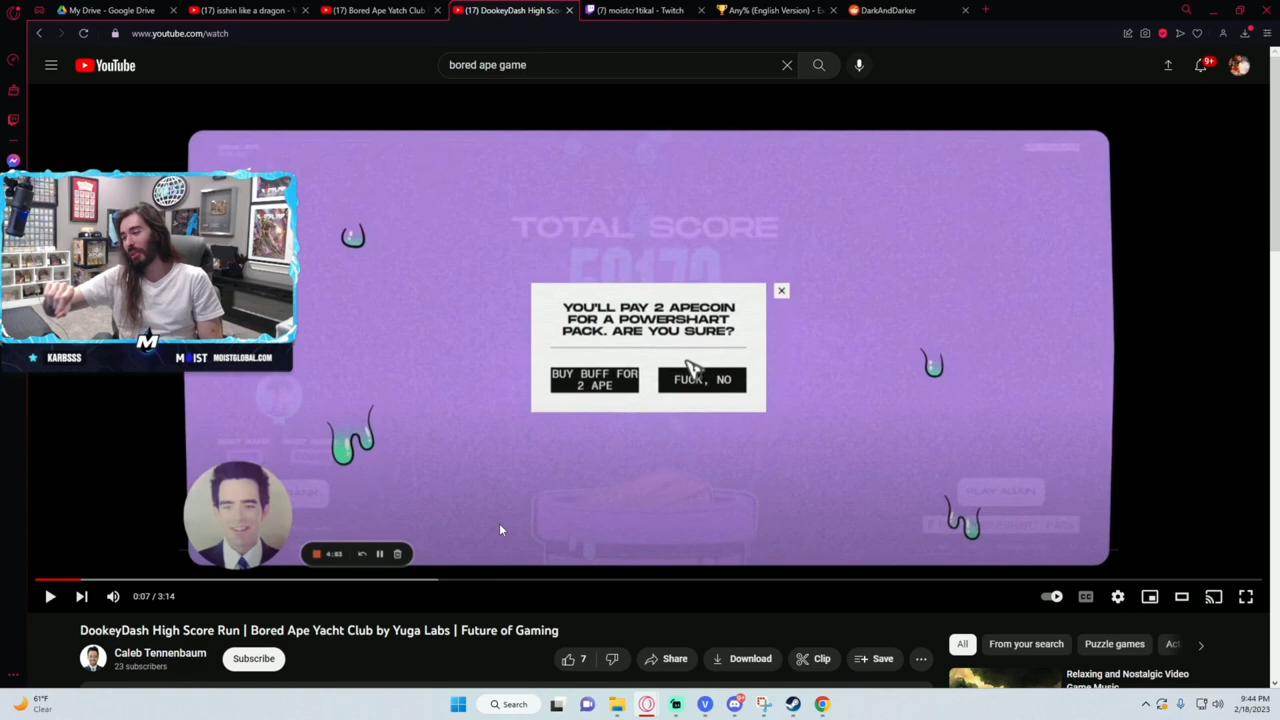 My Drive - Google Drive
(17) isshin like a dragon -
(17) Bored Ape Yatch Club
(17) DookeyDash High Sco
(7) moistcr1tikal - Twitch
Any% (English Version) - E
DarkAndDarker
www.youtube.com/watch
YouTube
bored ape game
9+
TOTAL SCORE
YOU'LL PAY 2 APECOIN
FOR A POWERSHART
PACK. ARE YOU SURE?
BUY BUFF FOR
2 APE
FUCK, NO
M
KARBSSS
MOIST
MOISTGLOBAL.COM
PLAY AGAIN
4:53
0:07 / 3:14
CC
DookeyDash High Score Run | Bored Ape Yacht Club by Yuga Labs | Future of Gaming
Caleb Tennenbaum
23 subscribers
Subscribe
7
Share
Download
Clip
Save
All
From your search
Puzzle games
Relaxing and Nostalgic Video
Game Music
61°F
Clear
Search
9:44 PM
2/18/2023